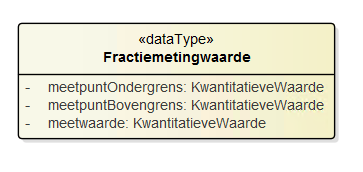 «dataType»
Fractiemetingwaarde
- meetpuntOndergrens: KwantitatieveWaarde
- meetpuntBovengrens: KwantitatieveWaarde
- meetwaarde: KwantitatieveWaarde